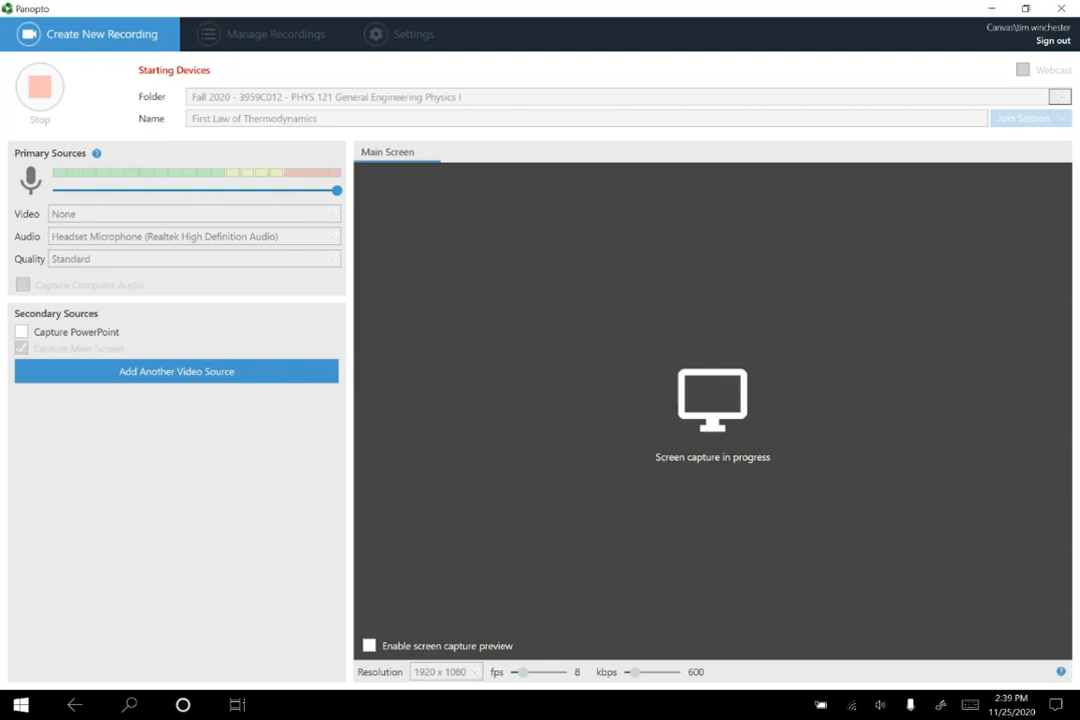 Panopto
Create New Recording
Manage Recordings
Settings
Canvas\tim winchester
Sign out
Starting Devices
Webcast
Stop
Folder
Fall 2020 - 3959C012 - PHYS 121 General Engineering Physics I
Name
First Law of Thermodynamics
Join Session
Primary Sources ?
Video None
Audio Headset Microphone (Realtek High Definition Audio)
Quality Standard
Capture Computer Audio
Secondary Sources
Capture PowerPoint
Capture Main Screen
Add Another Video Source
Main Screen
Screen capture in progress
Enable screen capture preview
Resolution 1920 x 1080 fps 8 kbps 600 ?
2:39 PM
11/25/2020